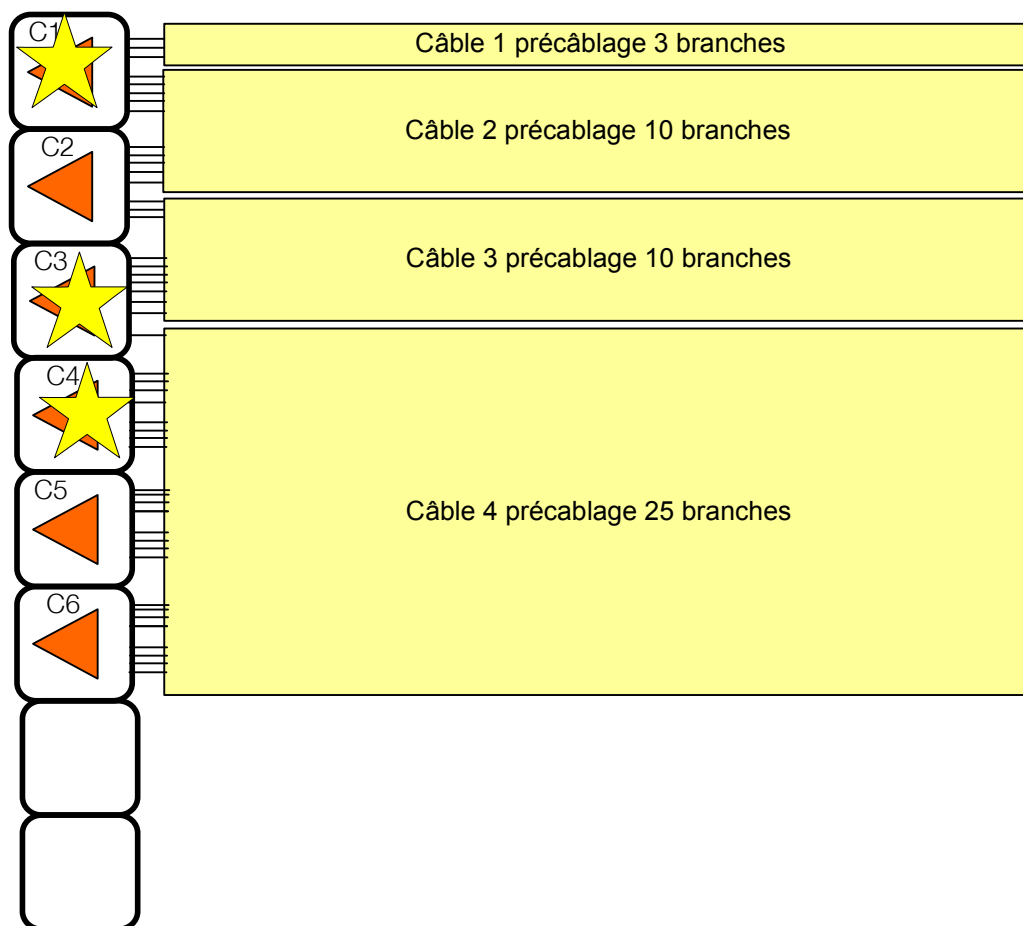 C1
Câble 1 précâblage 3 branches
Câble 2 précablage 10 branches
C2
Câble 3 précablage 10 branches
C3
C4
C5
Câble 4 précablage 25 branches
C6